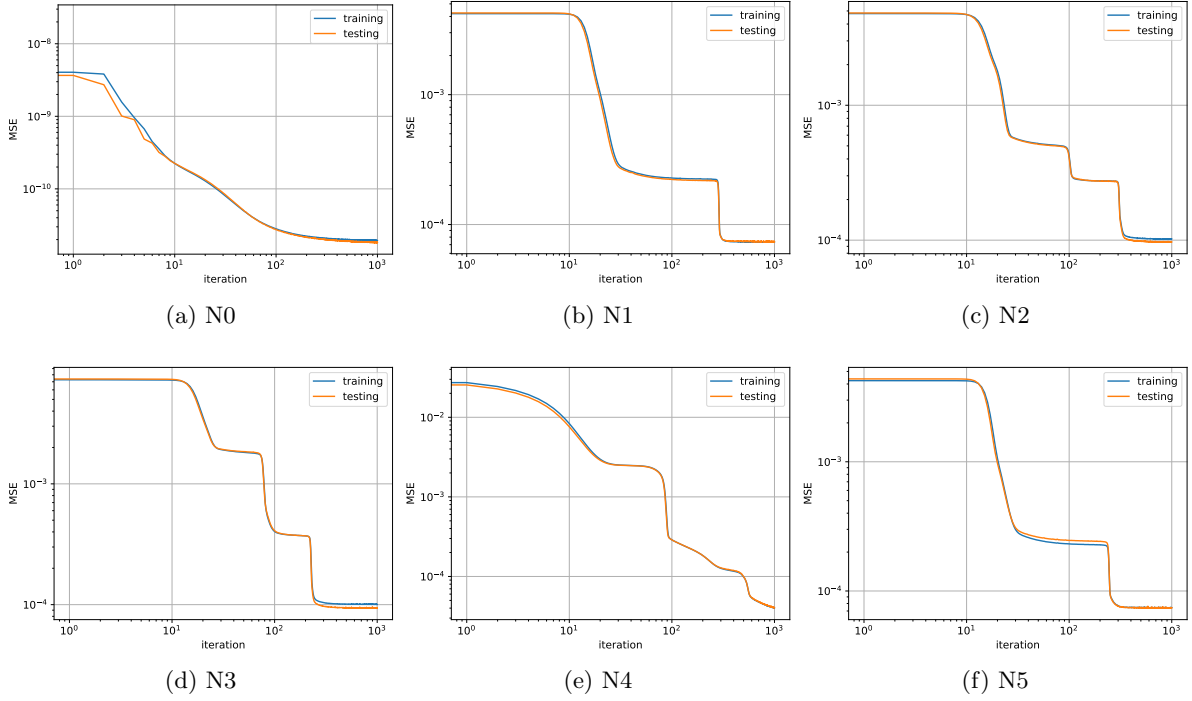 training
testing
10⁻⁸
10⁻⁹
10⁻¹⁰
MSE
10⁰ 10¹ 10² 10³
iteration
(a) N0
training
testing
10⁻³
10⁻⁴
MSE
10⁰ 10¹ 10² 10³
iteration
(b) N1
training
testing
10⁻³
10⁻⁴
MSE
10⁰ 10¹ 10² 10³
iteration
(c) N2
training
testing
10⁻³
10⁻⁴
MSE
10⁰ 10¹ 10² 10³
iteration
(d) N3
training
testing
10⁻²
10⁻³
10⁻⁴
MSE
10⁰ 10¹ 10² 10³
iteration
(e) N4
training
testing
10⁻³
10⁻⁴
MSE
10⁰ 10¹ 10² 10³
iteration
(f) N5